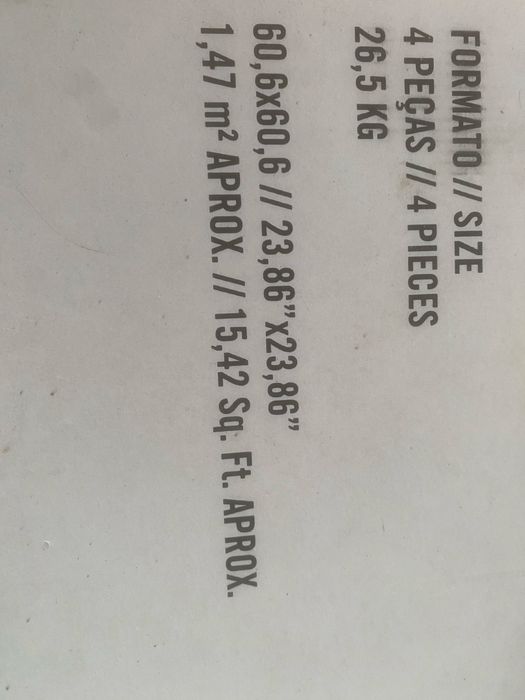 FORMATO // SIZE
4 PEÇAS // 4 PIECES
26,5 KG
60,6x60,6 // 23,86”x23,86”
1,47 m² APROX. // 15,42 Sq. Ft. APROX.